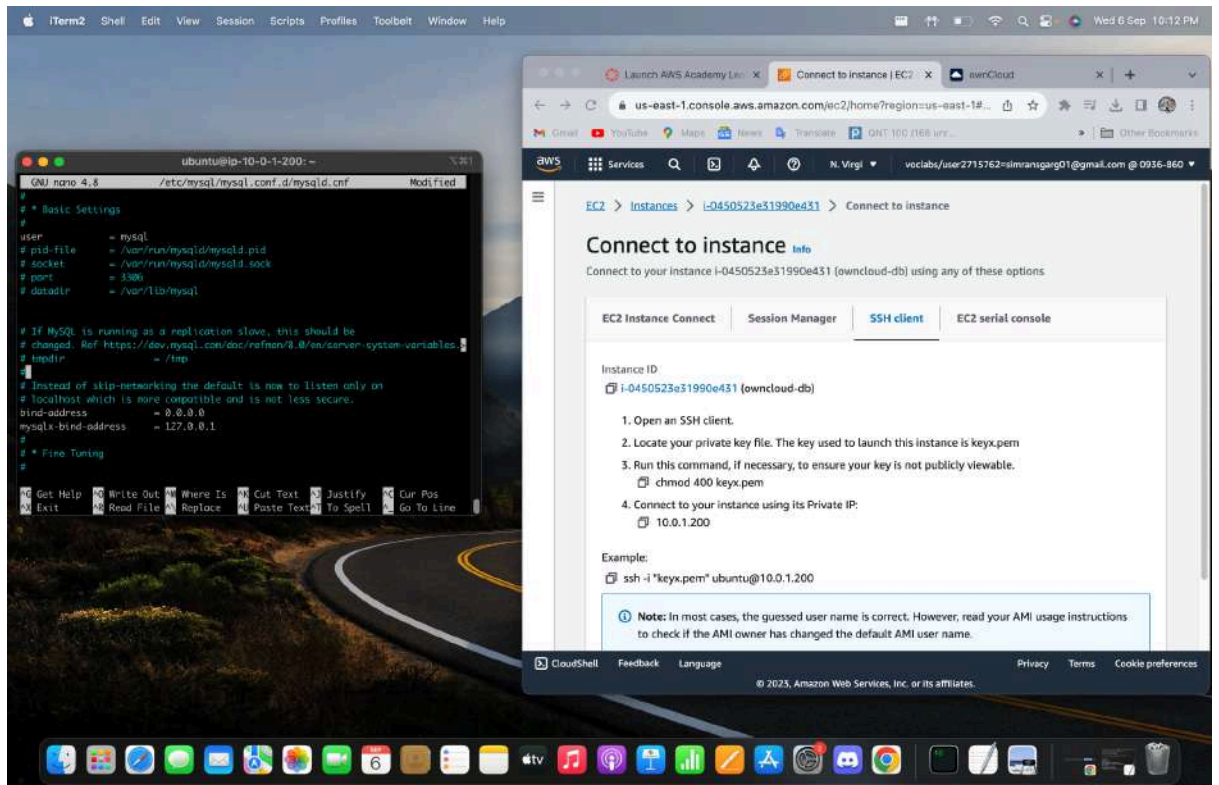 iTerm2 Shell Edit View Session Scripts Profiles Toolbelt Window Help
Wed 6 Sep 10:12 PM
ubuntu@ip-10-0-1-200: ~
GNU nano 4.8 /etc/mysql/mysql.conf.d/mysqld.cnf Modified
#
# * Basic Settings
#
user = mysql
# pid-file = /var/run/mysqld/mysqld.pid
# socket = /var/run/mysqld/mysqld.sock
# port = 3306
# datadir = /var/lib/mysql
# If MySQL is running as a replication slave, this should be
# changed. Ref https://dev.mysql.com/doc/refman/8.0/en/server-system-variables.>
# tmpdir = /tmp
#
# Instead of skip-networking the default is now to listen only on
# localhost which is more compatible and is not less secure.
bind-address = 0.0.0.0
mysqlx-bind-address = 127.0.0.1
#
# * Fine Tuning
#
^G Get Help ^O Write Out ^W Where Is ^K Cut Text ^J Justify ^C Cur Pos
^X Exit ^R Read File ^\ Replace ^U Paste Text ^T To Spell ^_ Go To Line
Launch AWS Academy
Connect to instance | EC2
ownCloud
us-east-1.console.aws.amazon.com/ec2/home?region=us-east-1#...
Gmail YouTube Maps News Translate Other Bookmarks
aws Services N. Virgi voclabs/user2715762=simransgarg01@gmail.com @ 0936-860
EC2 > Instances > i-0450523e31990e431 > Connect to instance
Connect to instance Info
Connect to your instance i-0450523e31990e431 (owncloud-db) using any of these options
EC2 Instance Connect Session Manager SSH client EC2 serial console
Instance ID
i-0450523e31990e431 (owncloud-db)
1. Open an SSH client.
2. Locate your private key file. The key used to launch this instance is keyx.pem
3. Run this command, if necessary, to ensure your key is not publicly viewable.
chmod 400 keyx.pem
4. Connect to your instance using its Private IP:
10.0.1.200
Example:
ssh -i "keyx.pem" ubuntu@10.0.1.200
Note: In most cases, the guessed user name is correct. However, read your AMI usage instructions
to check if the AMI owner has changed the default AMI user name.
CloudShell Feedback Language Privacy Terms Cookie preferences
© 2023, Amazon Web Services, Inc. or its affiliates.
SEP
6
tv